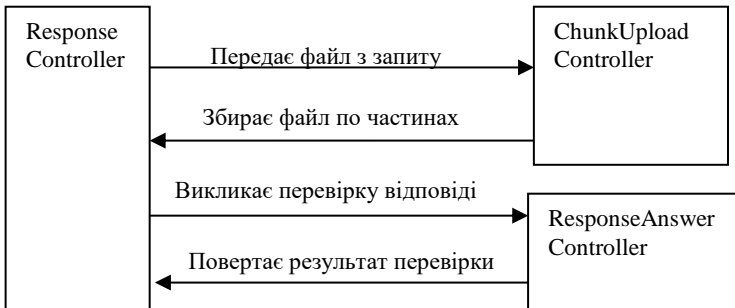 Response
Controller
ChunkUpload
Controller
Передає файл з запиту
Збирає файл по частинах
Викликає перевірку відповіді
ResponseAnswer
Controller
Повертає результат перевірки